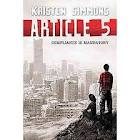 KRISTEN SIMMONS
ARTICLE 5
COMPLIANCE IS MANDATORY